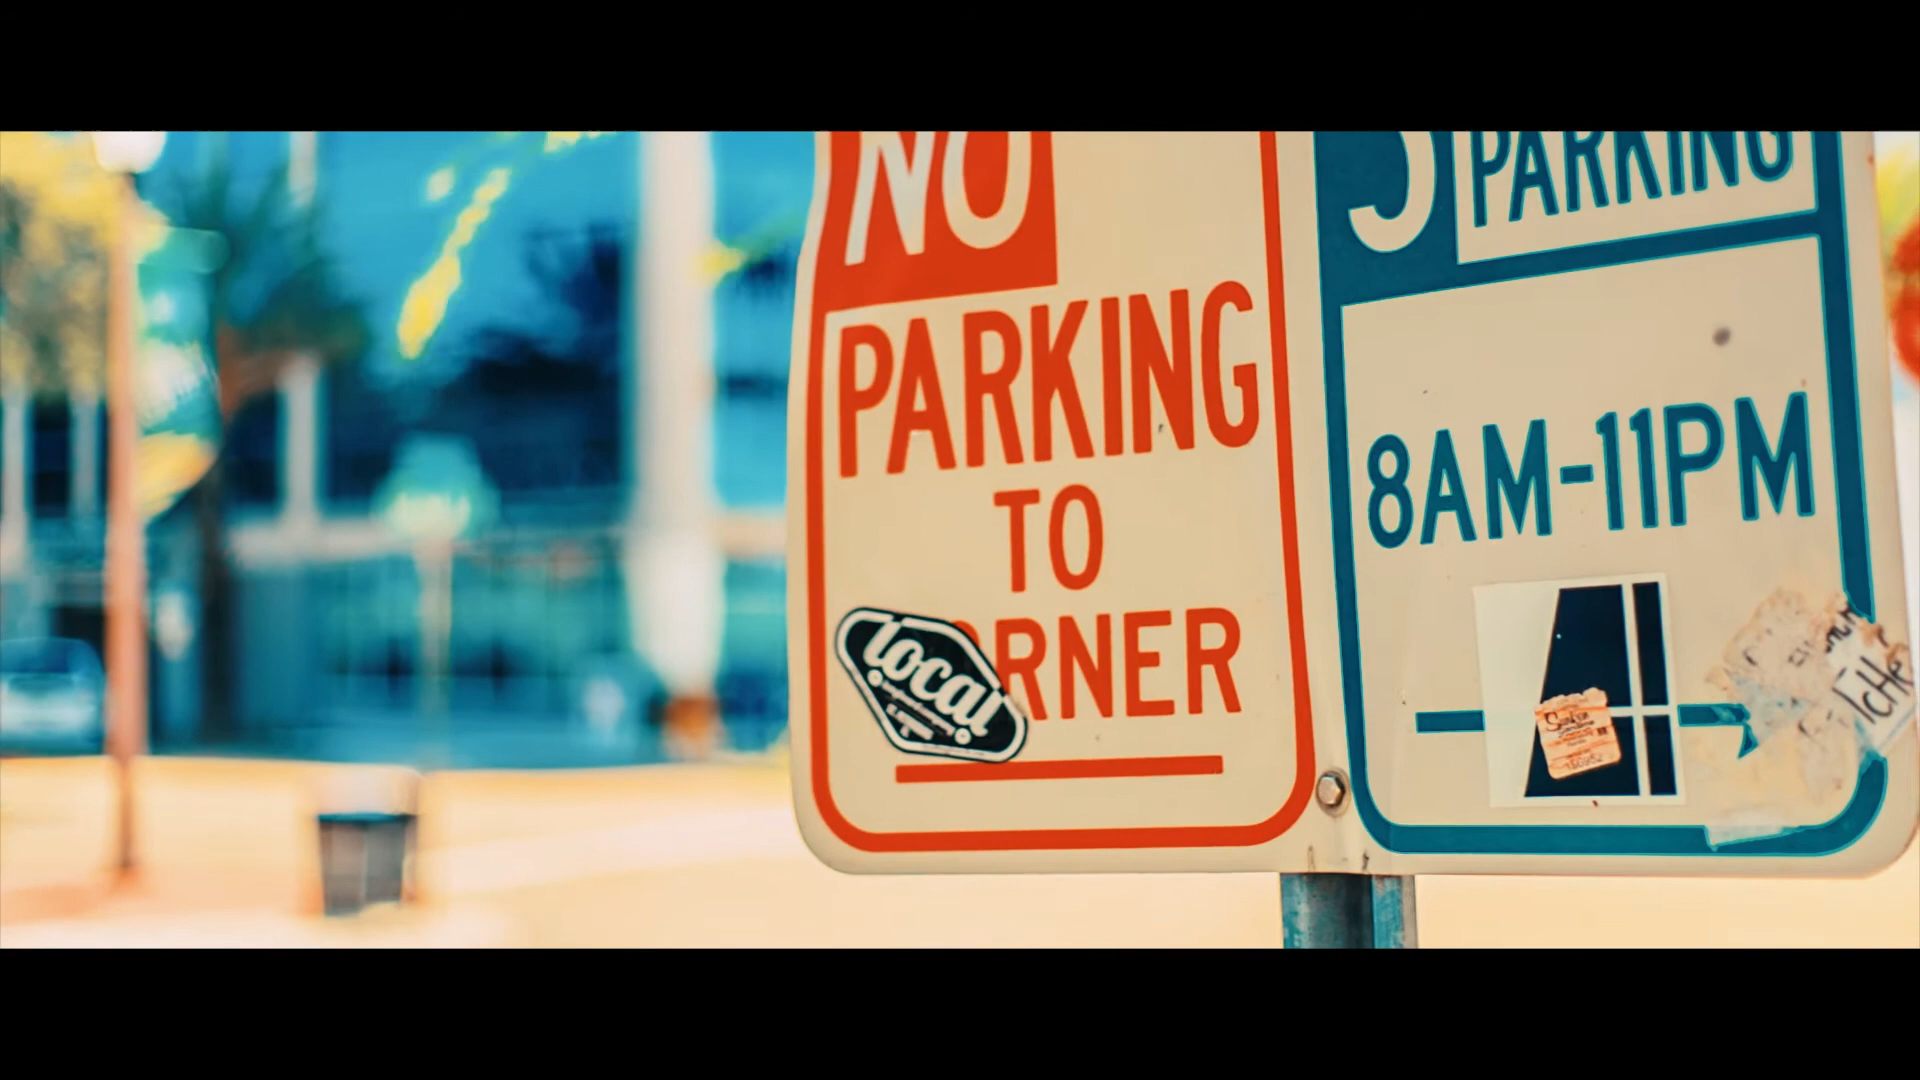 NO
PARKING
TO
RNER
local
PARKING
8AM-11PM